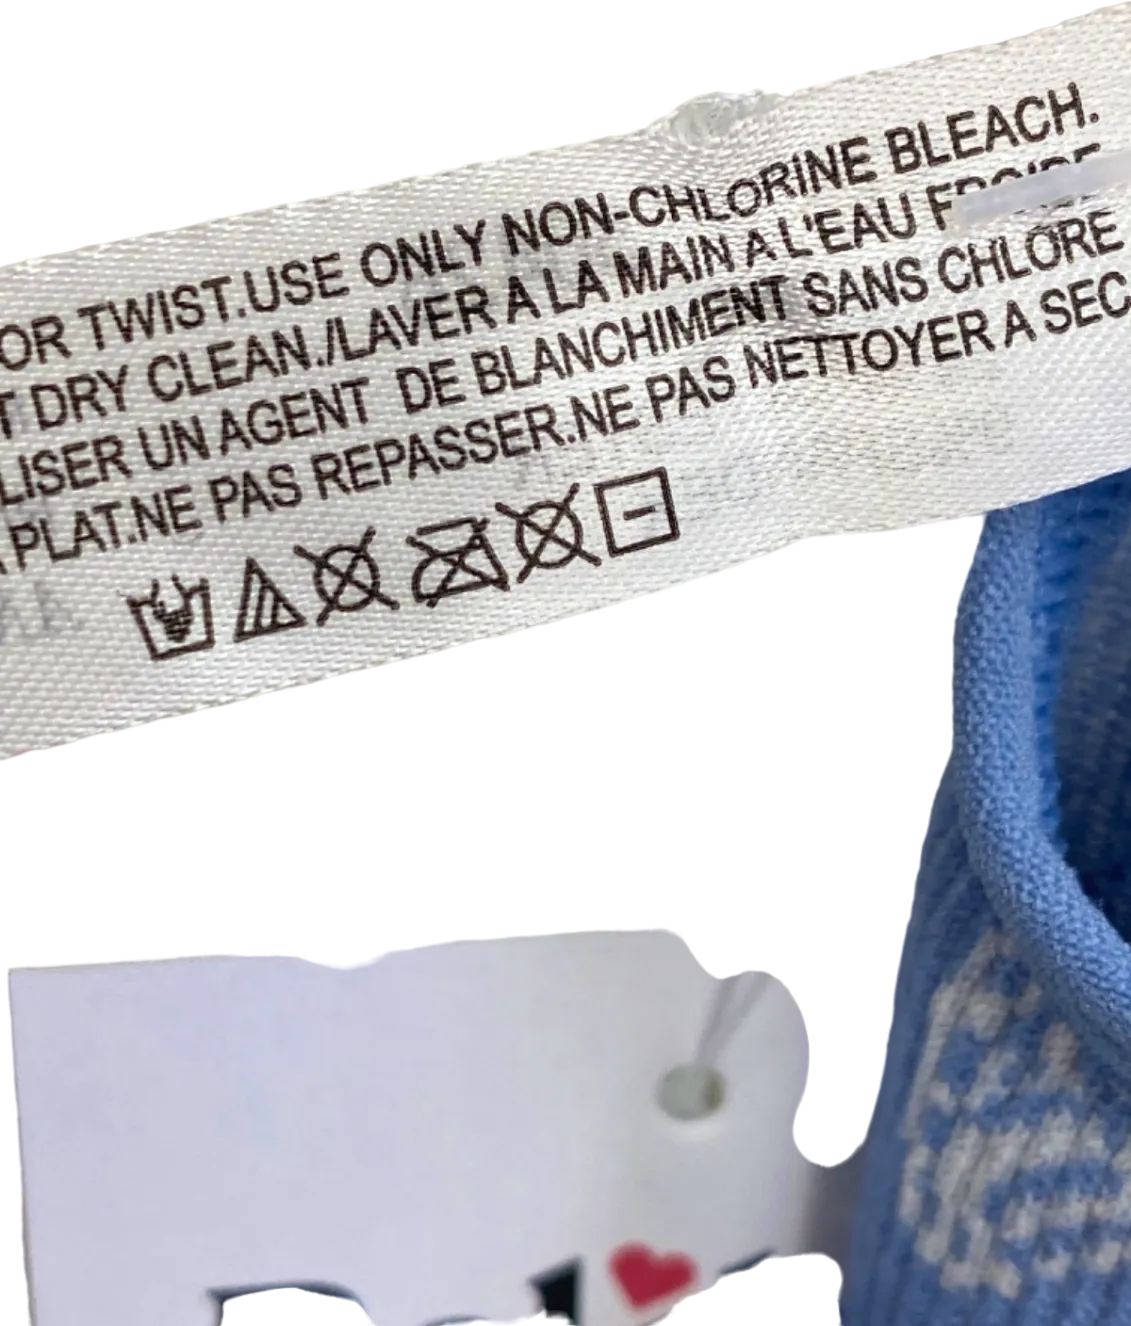 OR TWIST.USE ONLY NON-CHLORINE BLEACH.
DRY CLEAN./LAVER A LA MAIN A L'EAU FROIDE
LISER UN AGENT DE BLANCHIMENT SANS CHLORE
PLAT.NE PAS REPASSER.NE PAS NETTOYER A SEC